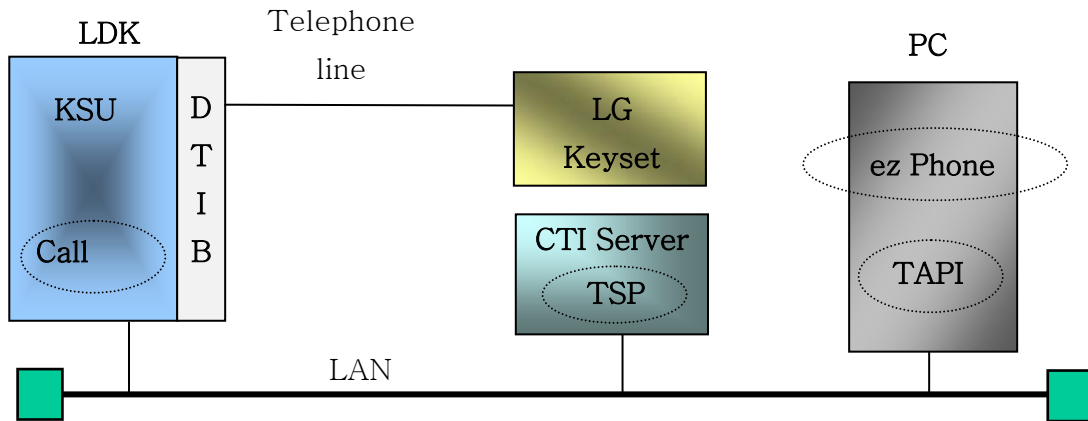 LDK
Telephone
line
PC
KSU
D
T
I
B
LG
Keyset
ez Phone
Call
CTI Server
TSP
TAPI
LAN